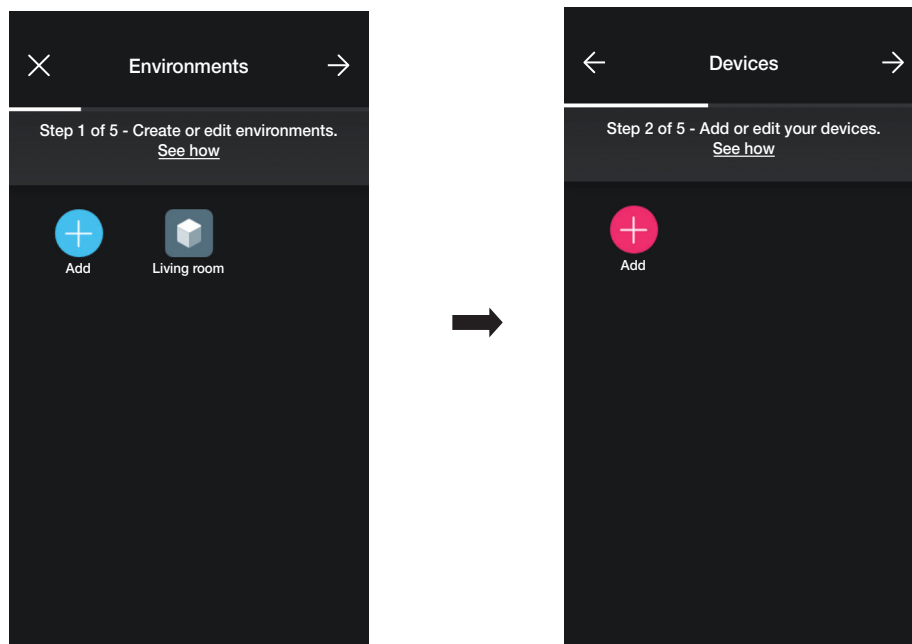 Environments
Step 1 of 5 - Create or edit environments.
See how
Add
Living room
Devices
Step 2 of 5 - Add or edit your devices.
See how
Add